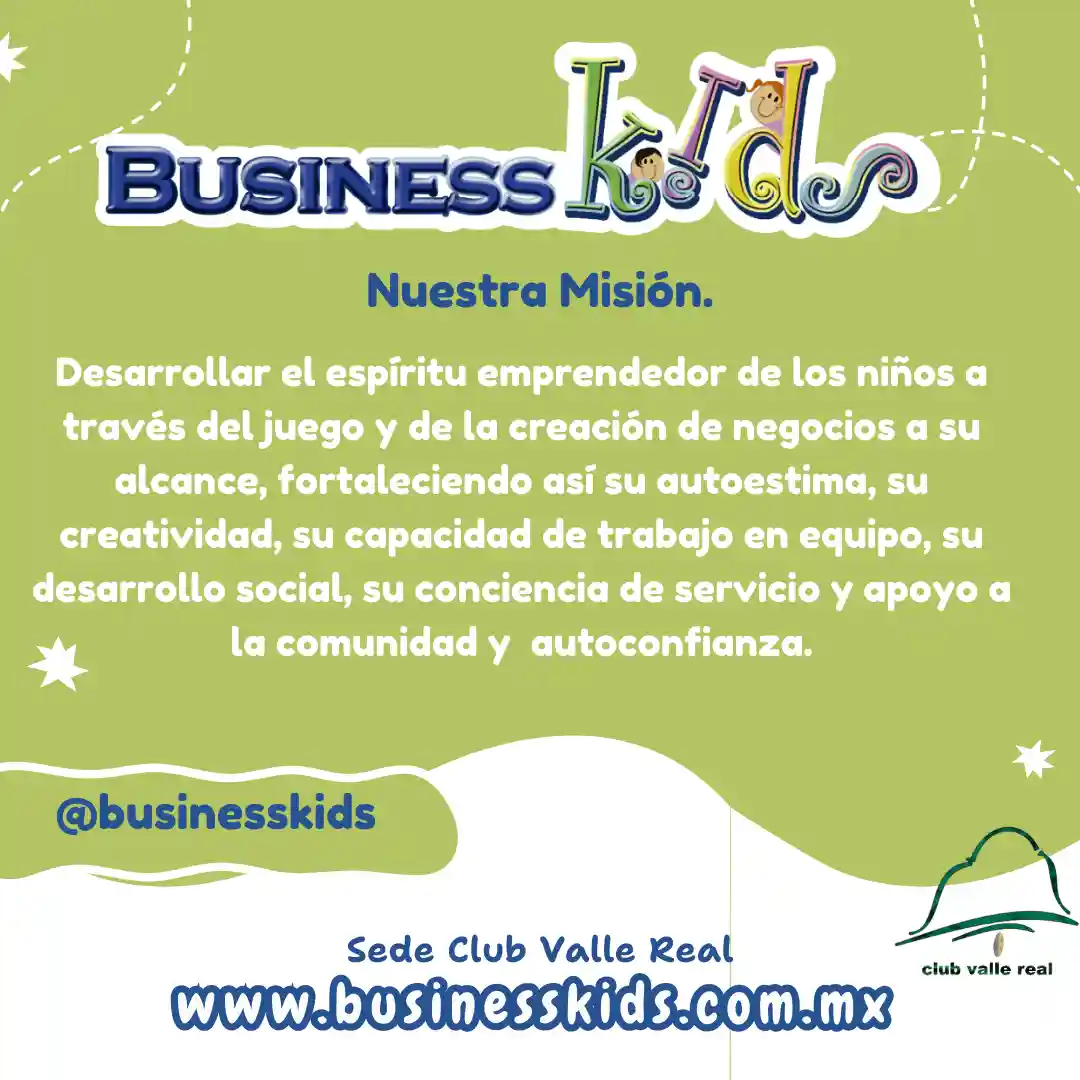 BUSINESS KIds
Nuestra Misión.
Desarrollar el espíritu emprendedor de los niños a
través del juego y de la creación de negocios a su
alcance, fortaleciendo así su autoestima, su
creatividad, su capacidad de trabajo en equipo, su
desarrollo social, su conciencia de servicio y apoyo a
la comunidad y autoconfianza.
@businesskids
Sede Club Valle Real
club valle real
www.businesskids.com.mx